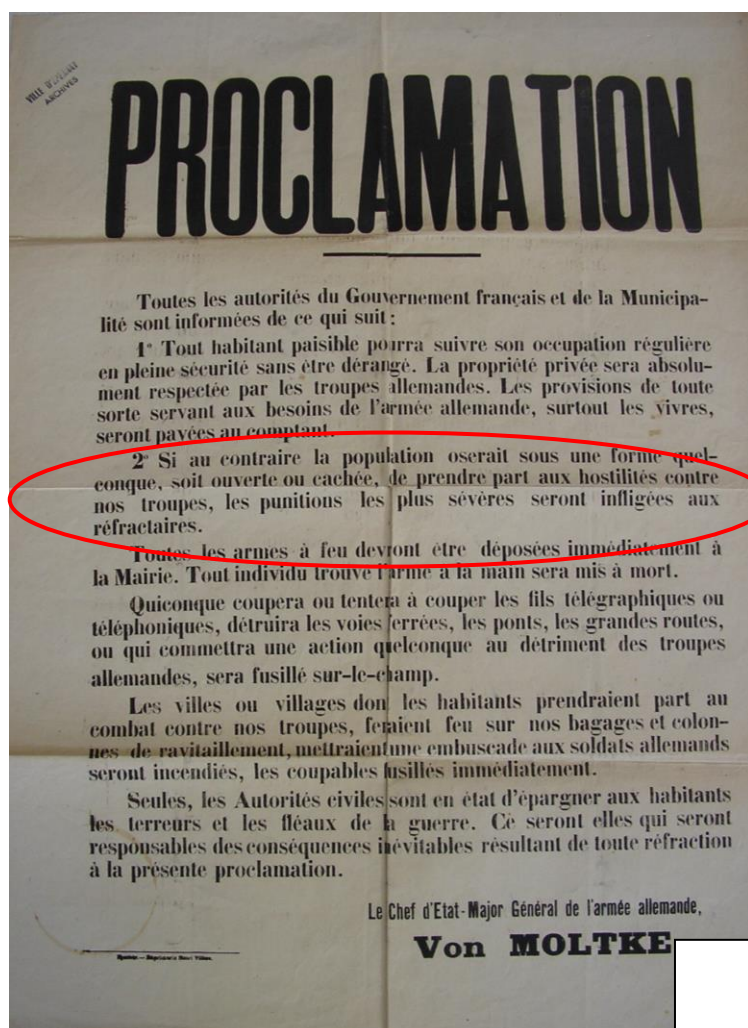 VILLE D'EPERNAY
ARCHIVES
PROCLAMATION
Toutes les autorités du Gouvernement français et de la Municipa-
lité sont informées de ce qui suit :
1° Tout habitant paisible pourra suivre son occupation régulière
en pleine sécurité sans être dérangé. La propriété privée sera absolu-
ment respectée par les troupes allemandes. Les provisions de toute
sorte servant aux besoins de l'armée allemande, surtout les vivres,
seront payées au comptant.
2° Si au contraire la population oserait sous une forme quel-
conque, soit ouverte ou cachée, de prendre part aux hostilités contre
nos troupes, les punitions les plus sévères seront infligées aux
réfractaires.
Toutes les armes à feu devront être déposées immédiatement à
la Mairie. Tout individu trouvé l'arme à la main sera mis à mort.
Quiconque coupera ou tentera à couper les fils télégraphiques ou
téléphoniques, détruira les voies ferrées, les ponts, les grandes routes,
ou qui commettra une action quelconque au détriment des troupes
allemandes, sera fusillé sur-le-champ.
Les villes ou villages dont les habitants prendraient part au
combat contre nos troupes, feraient feu sur nos bagages et colon-
nes de ravitaillement, mettraient une embuscade aux soldats allemands
seront incendiés, les coupables fusillés immédiatement.
Seules, les Autorités civiles sont en état d'épargner aux habitants
les terreurs et les fléaux de la guerre. Ce seront elles qui seront
responsables des conséquences inévitables résultant de toute réfraction
à la présente proclamation.
Le Chef d'Etat-Major Général de l'armée allemande,
Von MOLTKE